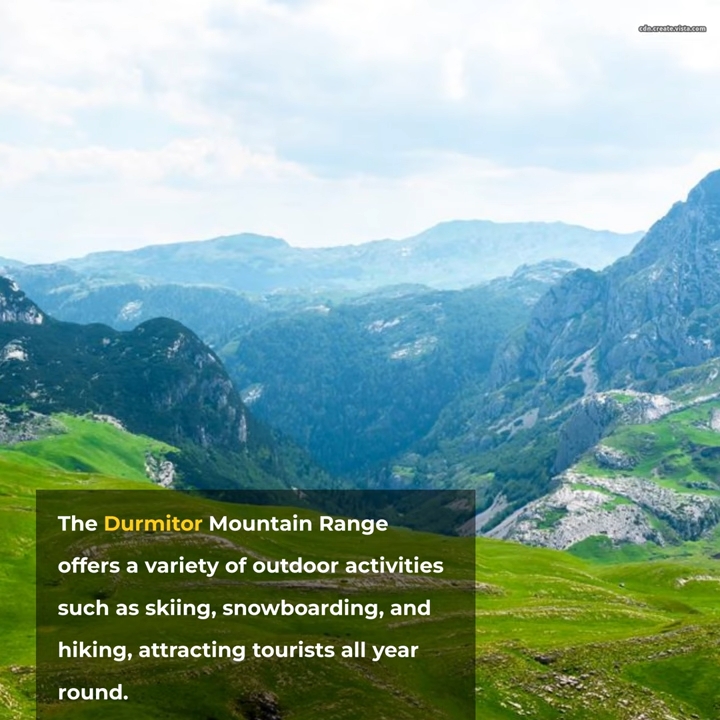 cdn.create.vista.com
The Durmitor Mountain Range
offers a variety of outdoor activities
such as skiing, snowboarding, and
hiking, attracting tourists all year
round.